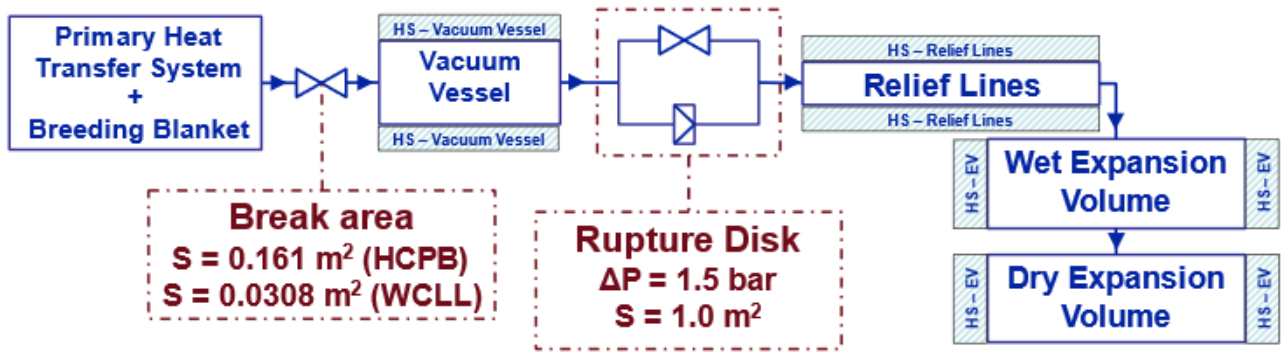 Primary Heat
Transfer System
+
Breeding Blanket
HS – Vacuum Vessel
Vacuum
Vessel
HS – Vacuum Vessel
HS – Relief Lines
Relief Lines
HS – Relief Lines
HS – EV
Wet Expansion
Volume
HS – EV
HS – EV
Dry Expansion
Volume
HS – EV
Break area
S = 0.161 m² (HCPB)
S = 0.0308 m² (WCLL)
Rupture Disk
ΔP = 1.5 bar
S = 1.0 m²